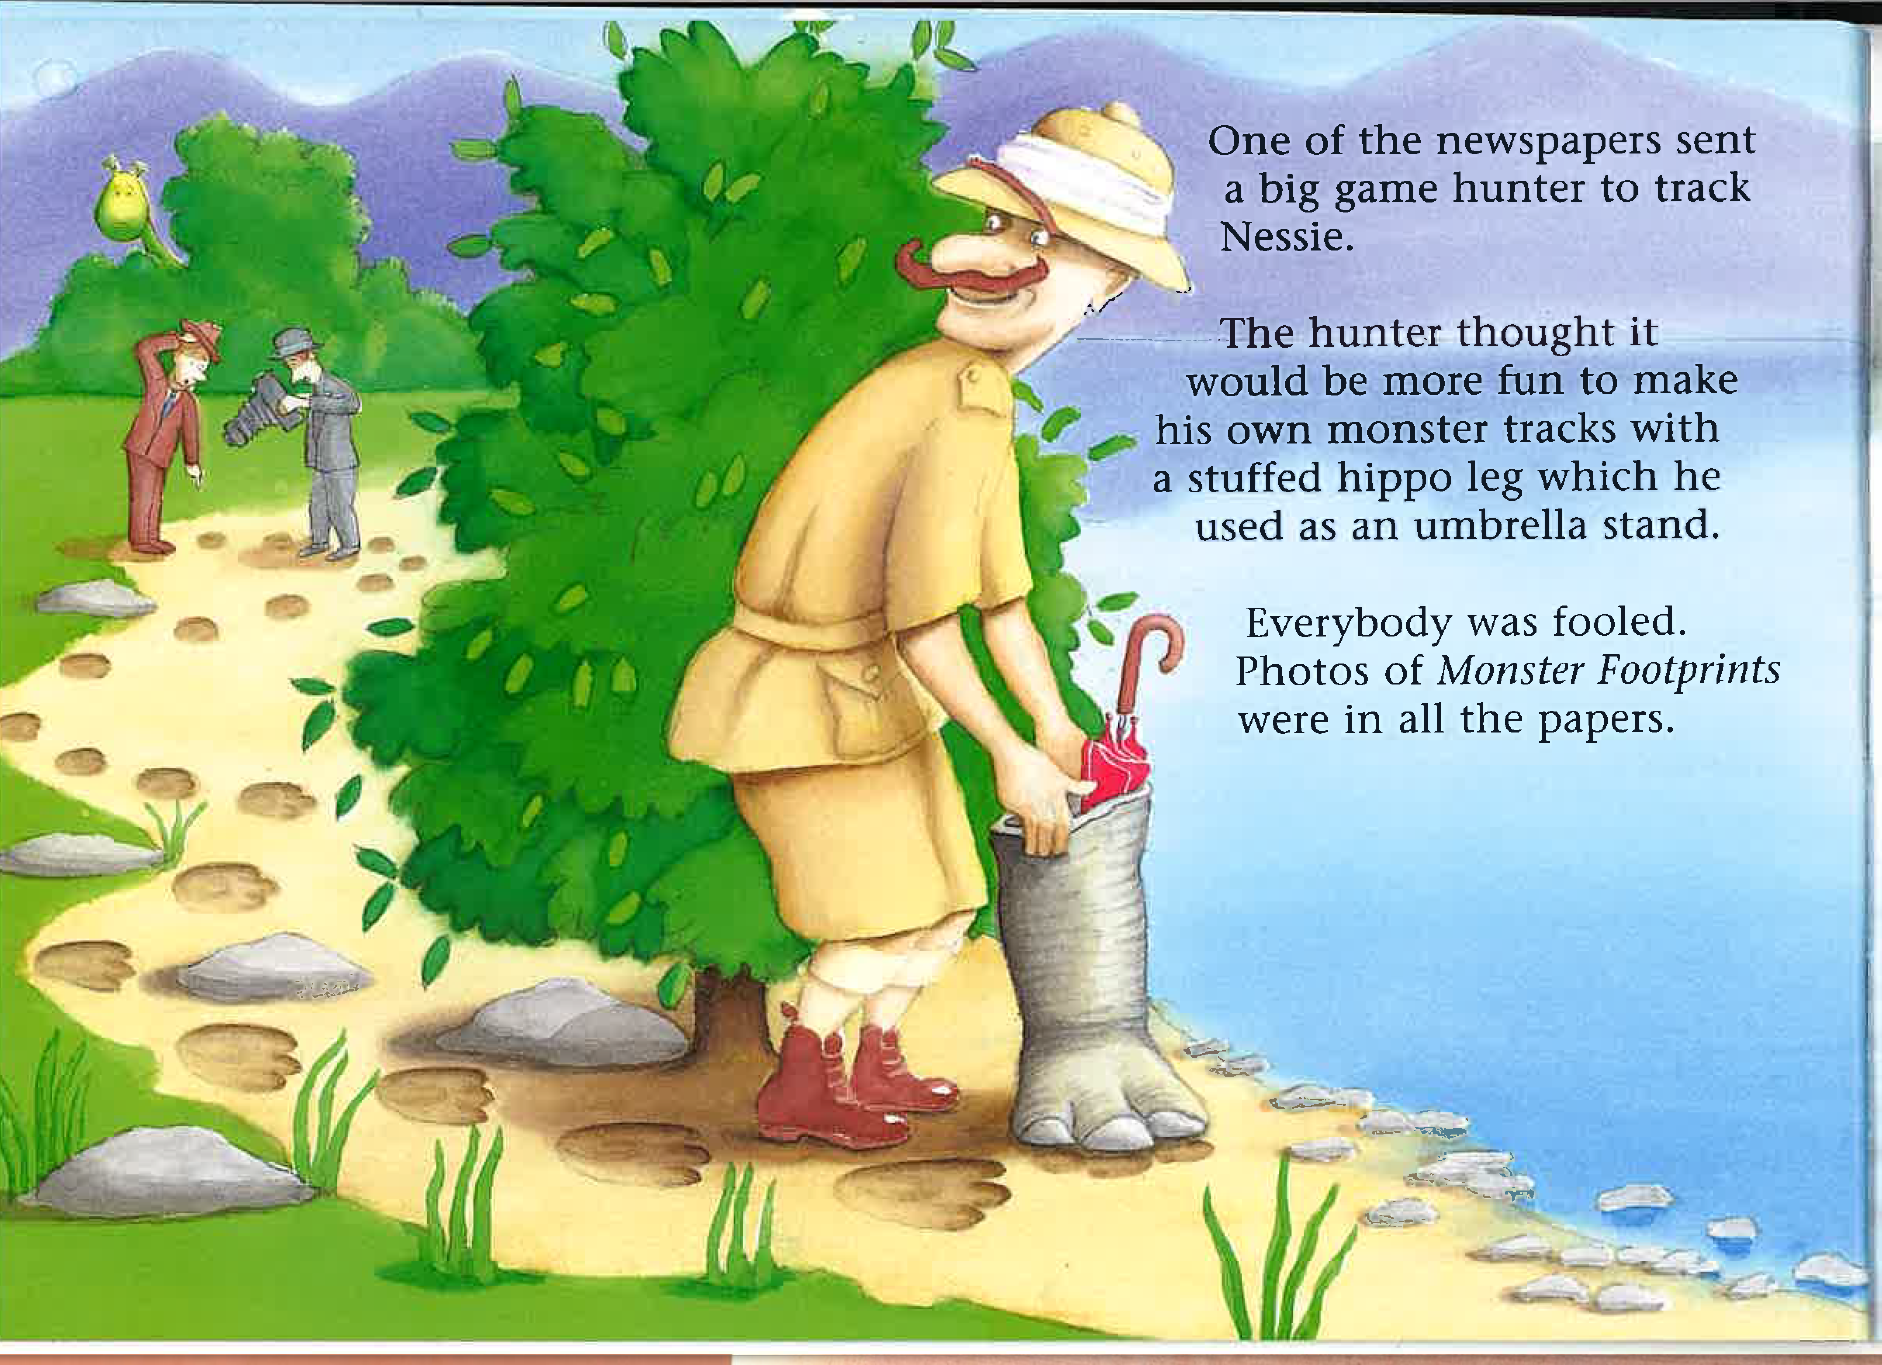 One of the newspapers sent
a big game hunter to track
Nessie.
The hunter thought it
would be more fun to make
his own monster tracks with
a stuffed hippo leg which he
used as an umbrella stand.
Everybody was fooled.
Photos of Monster Footprints
were in all the papers.